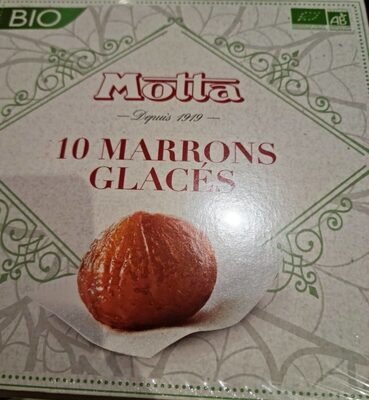 BIO
AB
Motta
Depuis 1919
10 MARRONS
GLACÉS